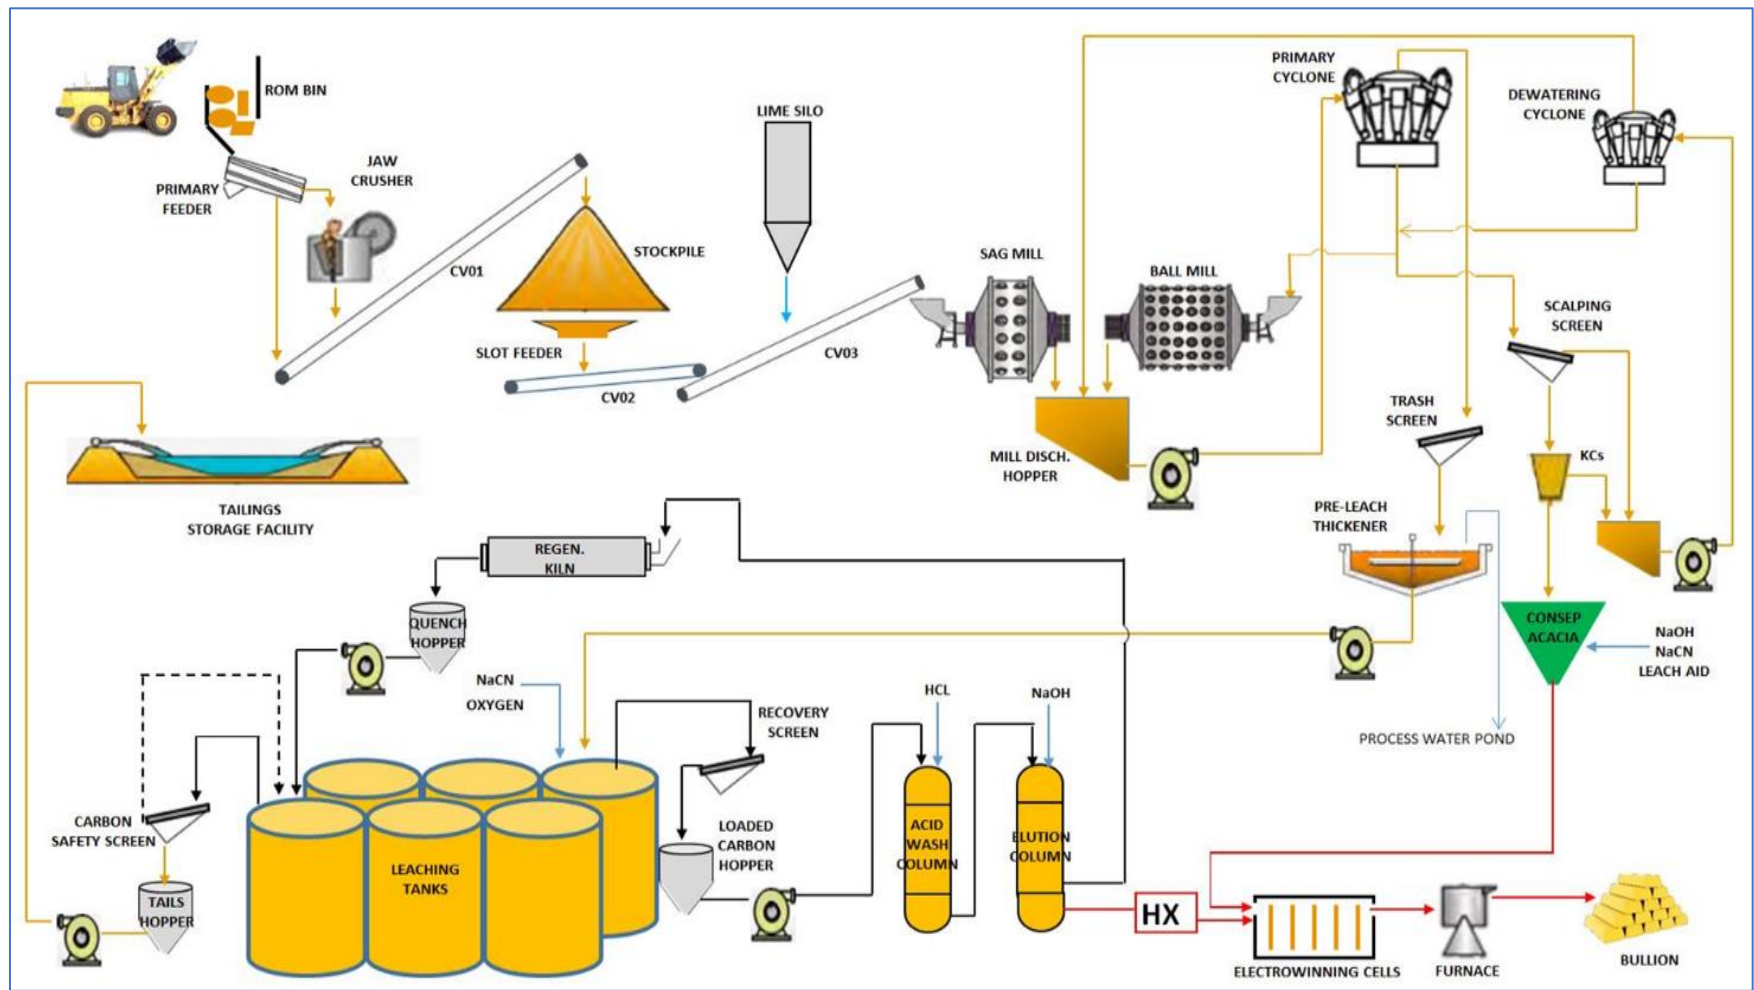 ROM BIN
PRIMARY
FEEDER
JAW
CRUSHER
CV01
STOCKPILE
SLOT FEEDER
CV02
LIME SILO
CV03
SAG MILL
BALL MILL
PRIMARY
CYCLONE
DEWATERING
CYCLONE
SCALPING
SCREEN
TRASH
SCREEN
MILL DISCH.
HOPPER
KCs
PRE-LEACH
THICKENER
TAILINGS
STORAGE FACILITY
REGEN.
KILN
QUENCH
HOPPER
CONSEP
ACACIA
NaOH
NaCN
LEACH AID
NaCN
OXYGEN
RECOVERY
SCREEN
HCL
NaOH
PROCESS WATER POND
CARBON
SAFETY SCREEN
LEACHING
TANKS
LOADED
CARBON
HOPPER
ACID
WASH
COLUMN
ELUTION
COLUMN
TAILS
HOPPER
HX
ELECTROWINNING CELLS
FURNACE
BULLION